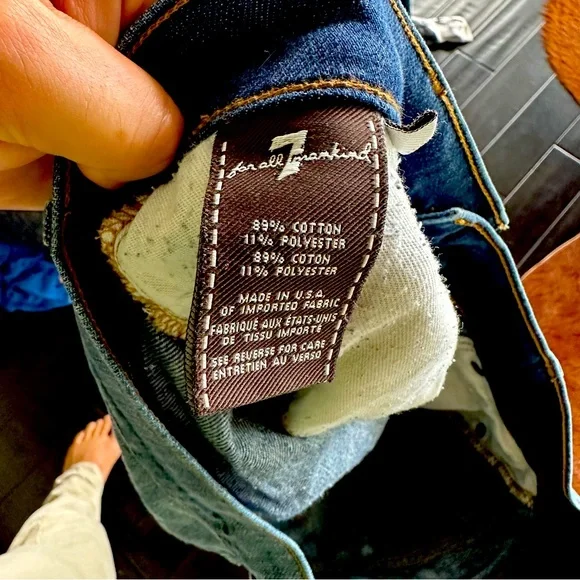 7
for all mankind
89% COTTON
11% POLYESTER
89% COTON
11% POLYESTER
MADE IN U.S.A
OF IMPORTED FABRIC
FABRIQUE AUX ÉTATS-UNIS
DE TISSU IMPORTÉ
SEE REVERSE FOR CARE
ENTRETIEN AU VERSO